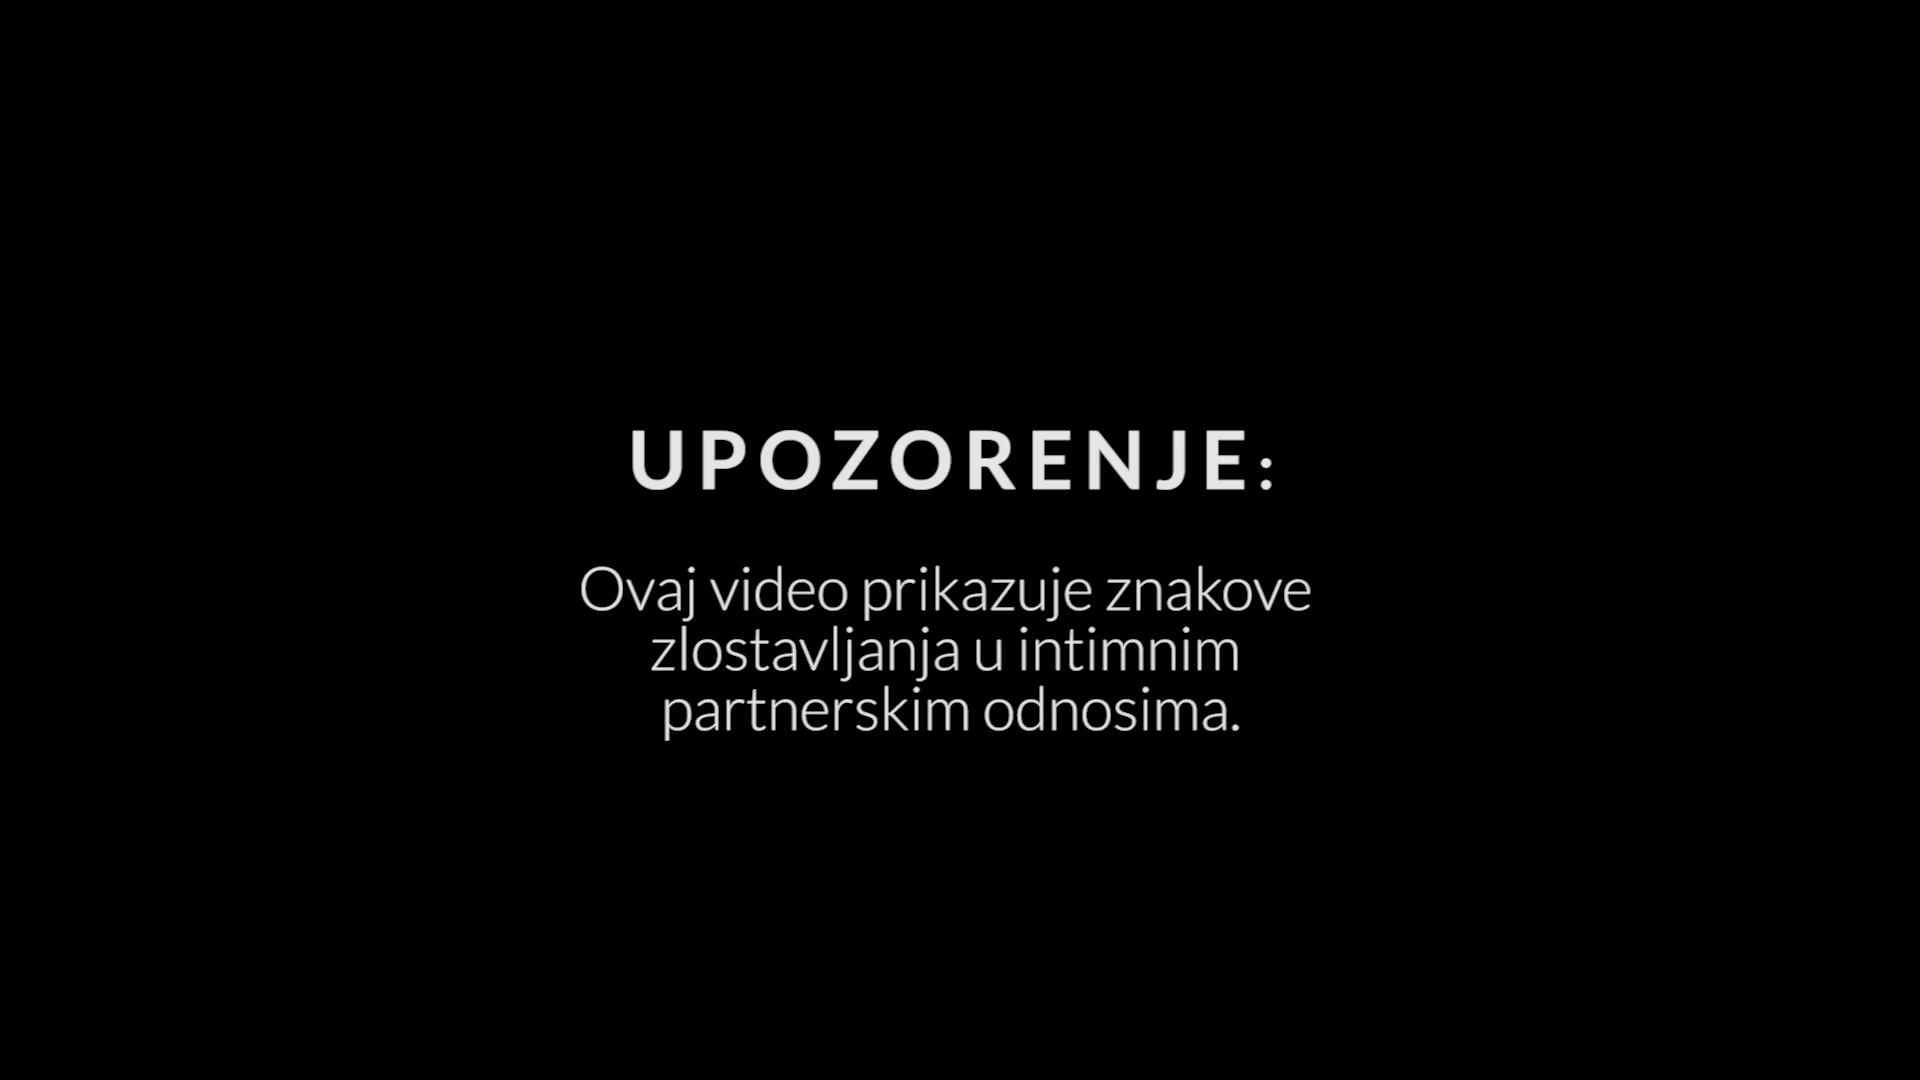 UPOZORENJE:
Ovaj video prikazuje znakove
zlostavljanja u intimnim
partnerskim odnosima.